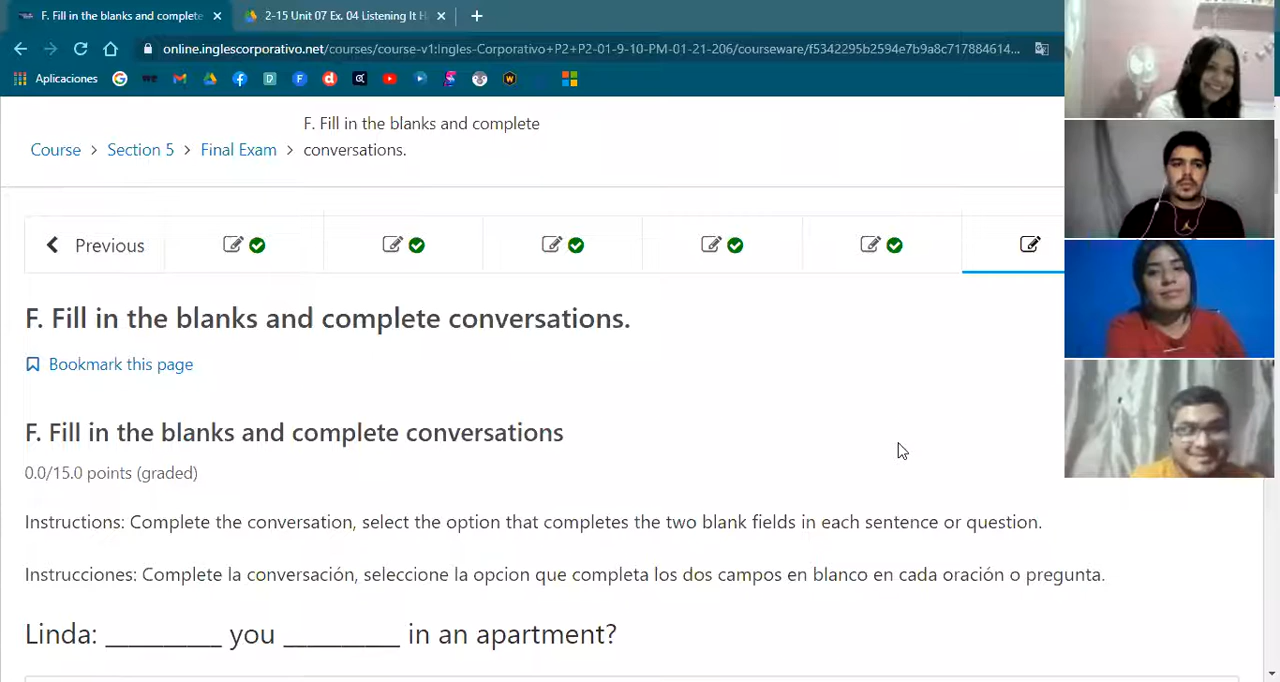 F. Fill in the blanks and complete
2-15 Unit 07 Ex. 04 Listening It H
online.inglescorporativo.net/courses/course-v1:Ingles-Corporativo+P2+P2-01-9-10-PM-01-21-206/courseware/f5342295b2594e7b9a8c717884614...
Aplicaciones
Course > Section 5 > Final Exam > F. Fill in the blanks and complete
conversations.
Previous
F. Fill in the blanks and complete conversations.
Bookmark this page
F. Fill in the blanks and complete conversations
0.0/15.0 points (graded)
Instructions: Complete the conversation, select the option that completes the two blank fields in each sentence or question.
Instrucciones: Complete la conversación, seleccione la opcion que completa los dos campos en blanco en cada oración o pregunta.
Linda: _________ you _________ in an apartment?